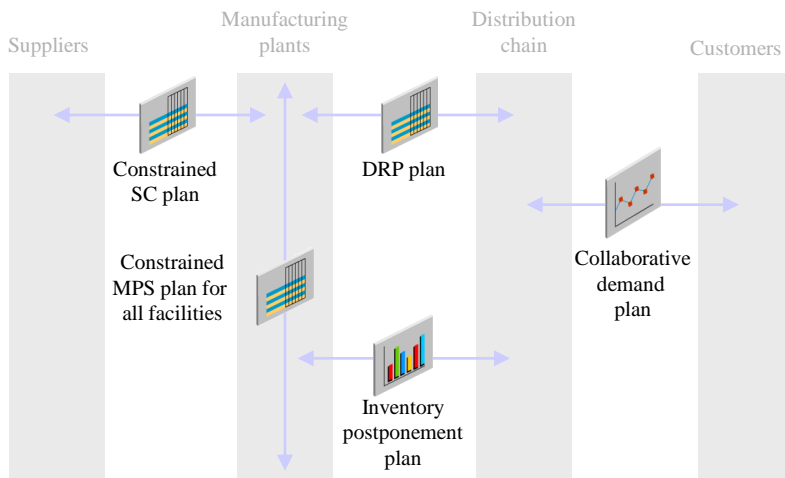 Suppliers
Manufacturing
plants
Distribution
chain
Customers
Constrained
SC plan
DRP plan
Collaborative
demand
plan
Constrained
MPS plan for
all facilities
Inventory
postponement
plan